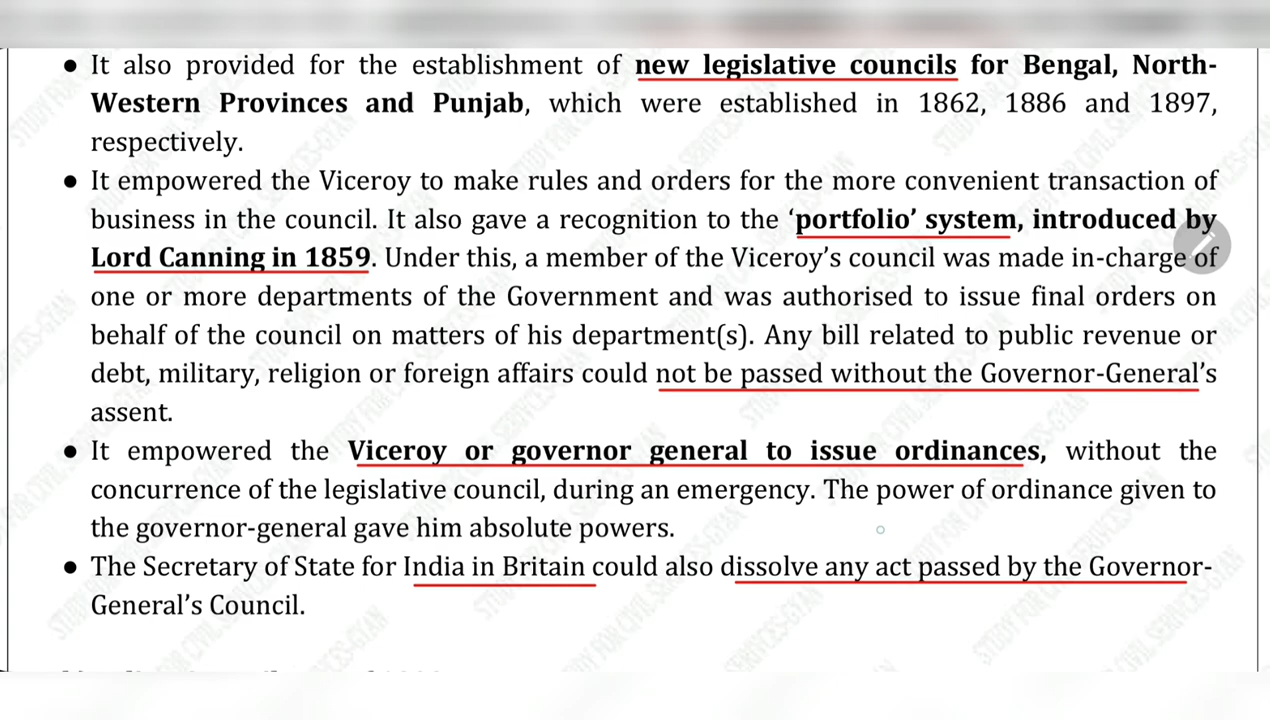 ● It also provided for the establishment of new legislative councils for Bengal, North-
Western Provinces and Punjab, which were established in 1862, 1886 and 1897,
respectively.
● It empowered the Viceroy to make rules and orders for the more convenient transaction of
business in the council. It also gave a recognition to the ‘portfolio’ system, introduced by
Lord Canning in 1859. Under this, a member of the Viceroy’s council was made in-charge of
one or more departments of the Government and was authorised to issue final orders on
behalf of the council on matters of his department(s). Any bill related to public revenue or
debt, military, religion or foreign affairs could not be passed without the Governor-General’s
assent.
● It empowered the Viceroy or governor general to issue ordinances, without the
concurrence of the legislative council, during an emergency. The power of ordinance given to
the governor-general gave him absolute powers.
● The Secretary of State for India in Britain could also dissolve any act passed by the Governor-
General’s Council.